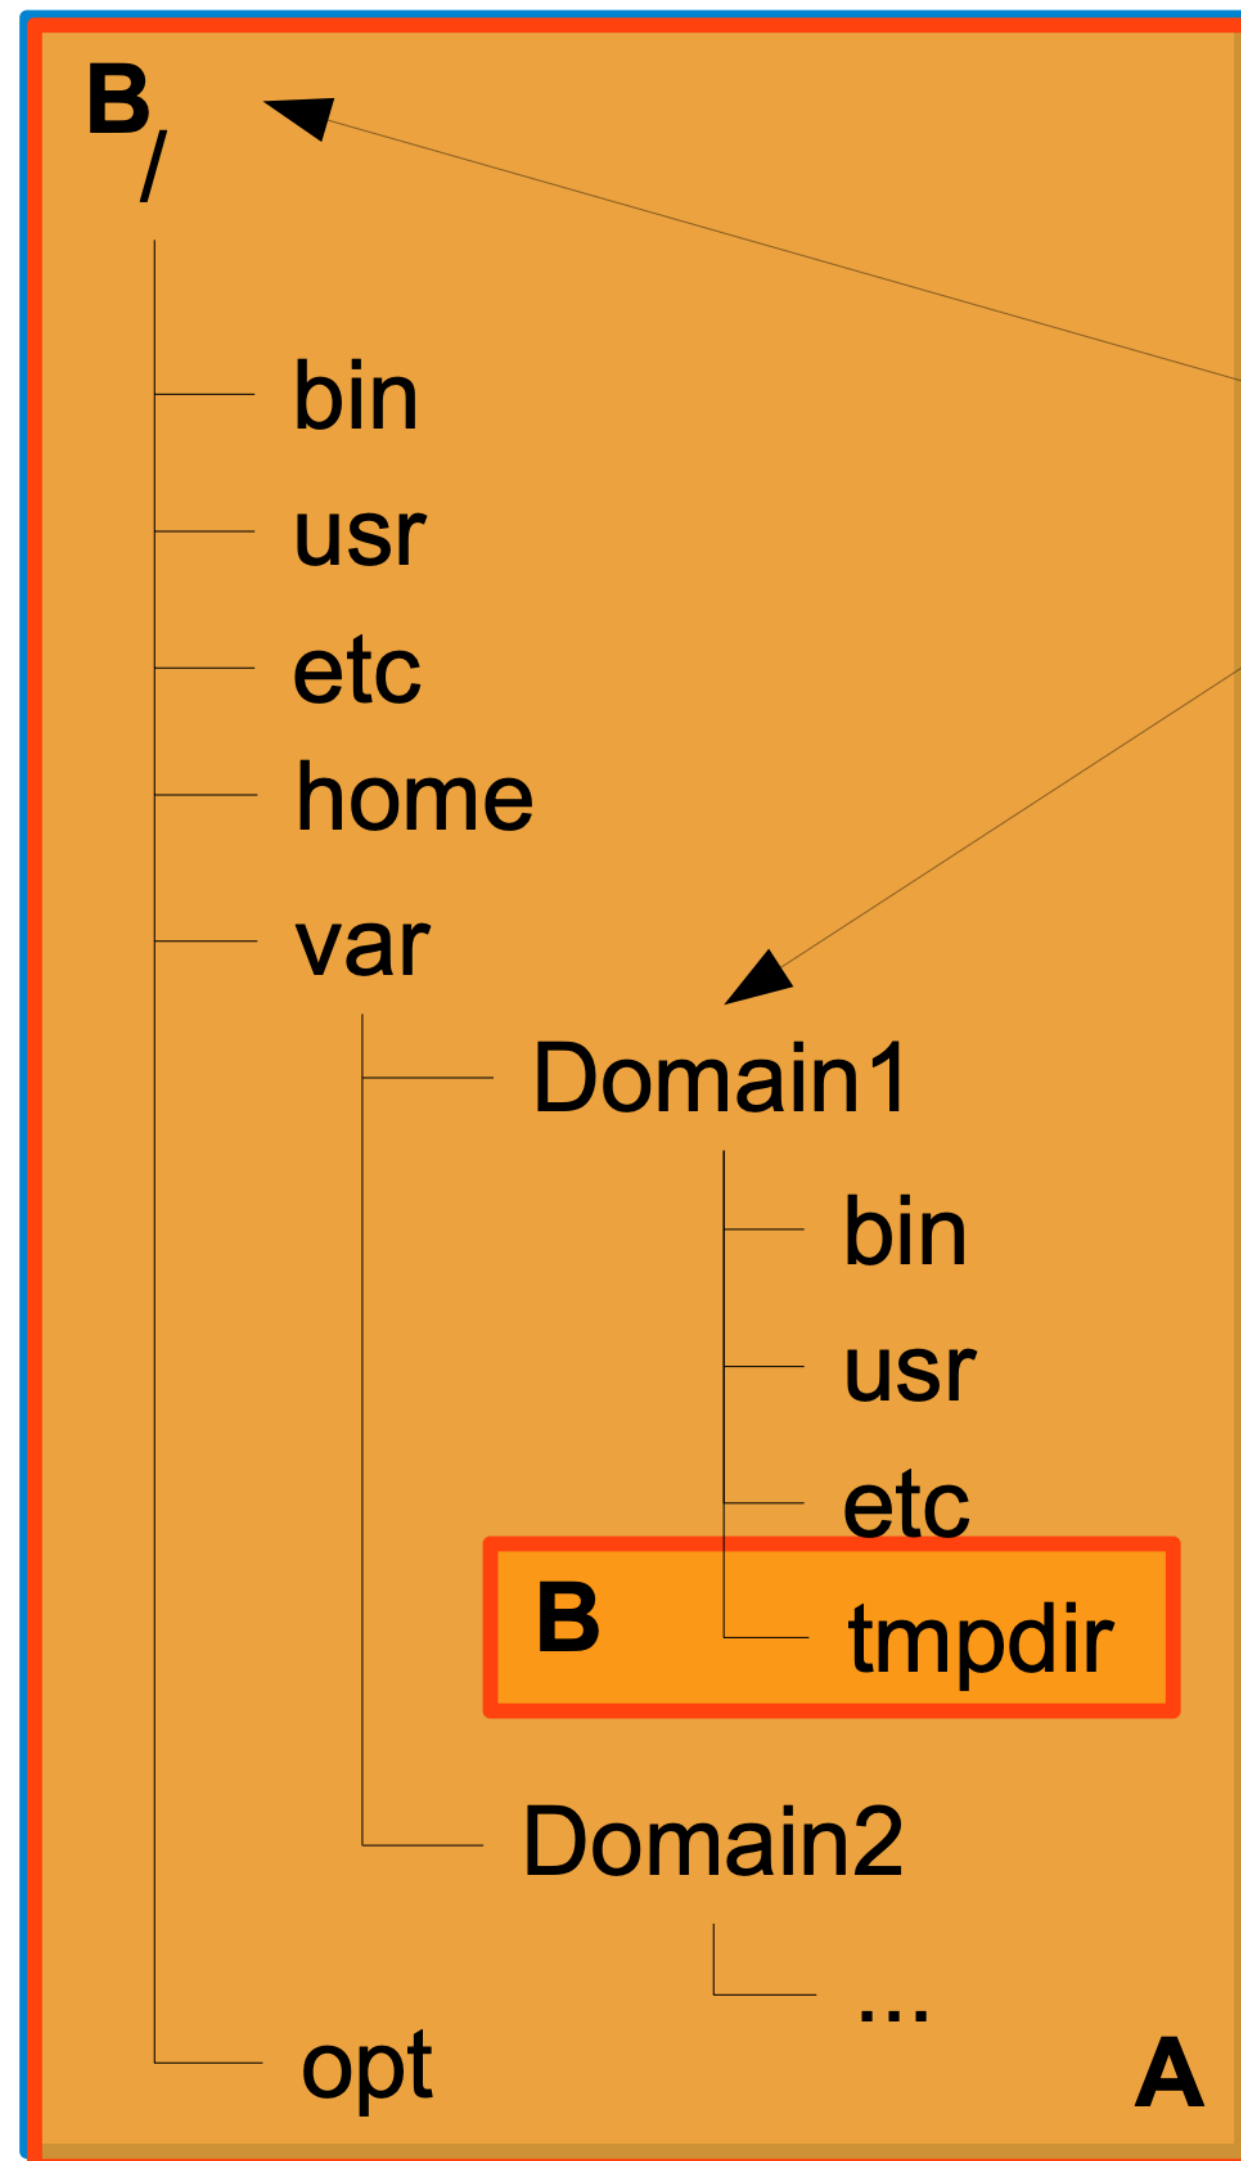 B
/
bin
usr
etc
home
var
Domain1
bin
usr
etc
B tmpdir
Domain2
...
opt
A